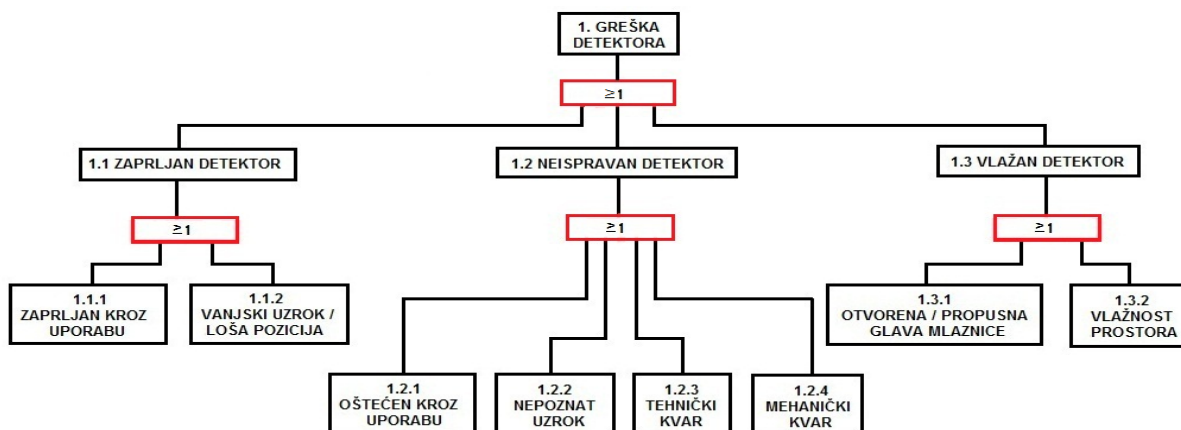 1. GREŠKA
DETEKTORA
≥1
1.1 ZAPRLJAN DETEKTOR
1.2 NEISPRAVAN DETEKTOR
1.3 VLAŽAN DETEKTOR
≥1
≥1
≥1
1.1.1
ZAPRLJAN KROZ
UPORABU
1.1.2
VANJSKI UZROK /
LOŠA POZICIJA
1.3.1
OTVORENA / PROPUSNA
GLAVA MLAZNICE
1.3.2
VLAŽNOST
PROSTORA
1.2.1
OŠTEĆEN KROZ
UPORABU
1.2.2
NEPOZNAT
UZROK
1.2.3
TEHNIČKI
KVAR
1.2.4
MEHANIČKI
KVAR